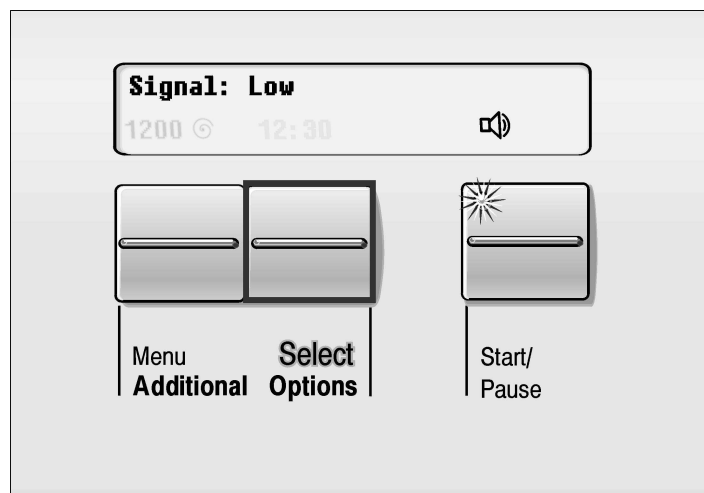 Signal: Low
1200 12:30
Menu Select
Additional Options
Start/
Pause